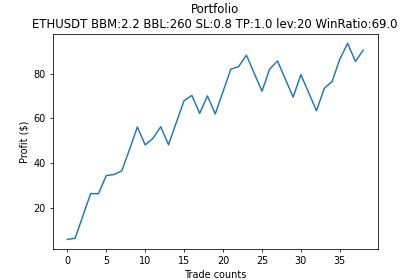 Portfolio
ETHUSDT BBM:2.2 BBL:260 SL:0.8 TP:1.0 lev:20 WinRatio:69.0
Profit ($)
80
60
40
20
0 5 10 15 20 25 30 35
Trade counts